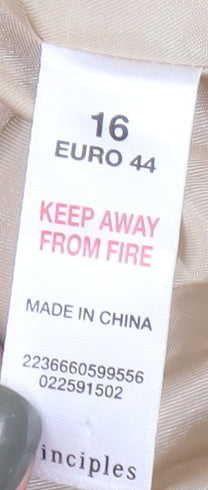 16
EURO 44
KEEP AWAY
FROM FIRE
MADE IN CHINA
2236660599556
022591502
inciples